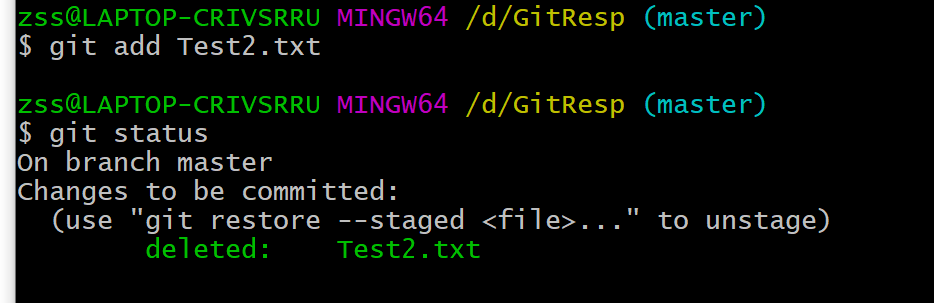 zss@LAPTOP-CRIVSRRU MINGW64 /d/GitResp (master)
$ git add Test2.txt
zss@LAPTOP-CRIVSRRU MINGW64 /d/GitResp (master)
$ git status
On branch master
Changes to be committed:
  (use "git restore --staged <file>..." to unstage)
        deleted:    Test2.txt